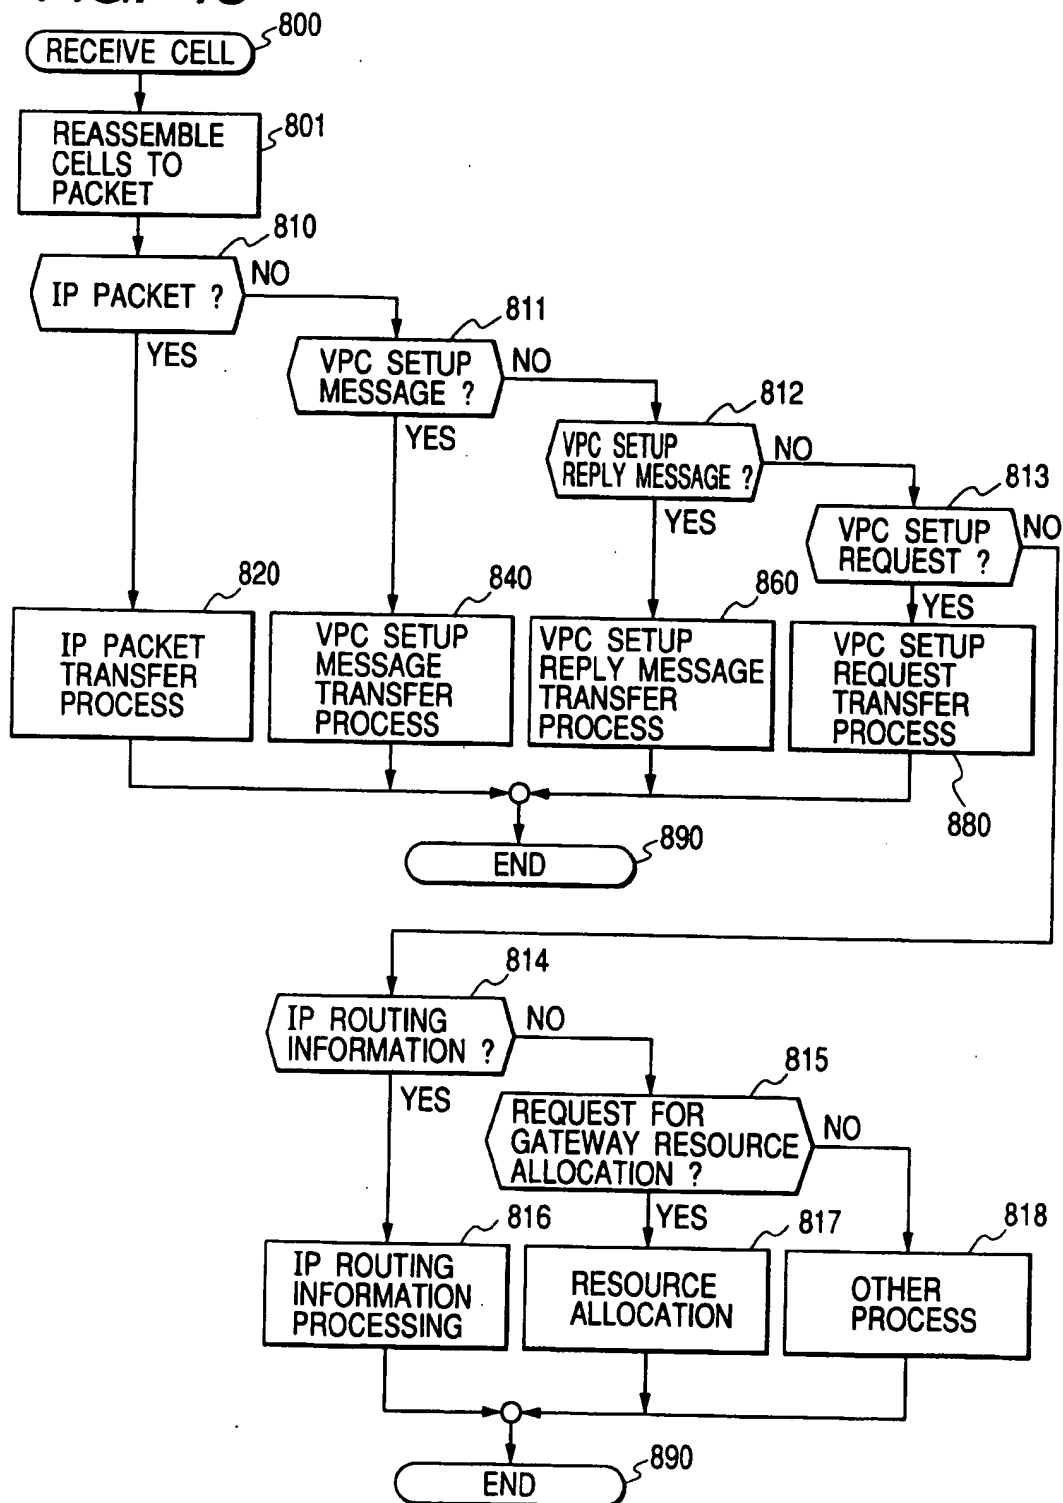 800
RECEIVE CELL
801
REASSEMBLE
CELLS TO
PACKET
810
IP PACKET ?
NO
YES
811
VPC SETUP
MESSAGE ?
NO
YES
812
VPC SETUP
REPLY MESSAGE ?
NO
YES
813
VPC SETUP
REQUEST ?
NO
YES
820
IP PACKET
TRANSFER
PROCESS
840
VPC SETUP
MESSAGE
TRANSFER
PROCESS
860
VPC SETUP
REPLY MESSAGE
TRANSFER
PROCESS
VPC SETUP
REQUEST
TRANSFER
PROCESS
880
END
890
814
IP ROUTING
INFORMATION ?
NO
YES
815
REQUEST FOR
GATEWAY RESOURCE
ALLOCATION ?
NO
YES
816
IP ROUTING
INFORMATION
PROCESSING
817
RESOURCE
ALLOCATION
818
OTHER
PROCESS
890
END